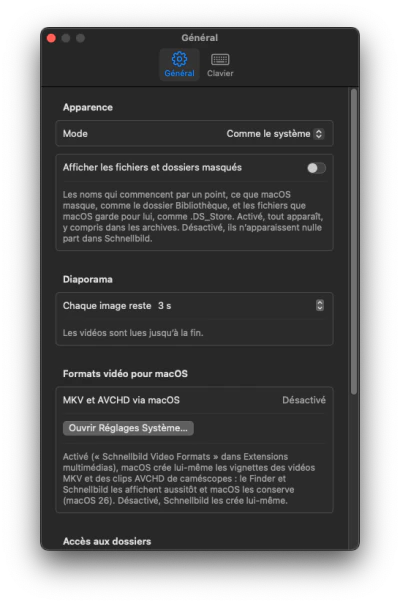 Général
Général
Clavier
Apparence
Mode
Comme le système
Afficher les fichiers et dossiers masqués
Les noms qui commencent par un point, ce que macOS
masque, comme le dossier Bibliothèque, et les fichiers que
macOS garde pour lui, comme .DS_Store. Activé, tout apparaît,
y compris dans les archives. Désactivé, ils n'apparaissent nulle
part dans Schnellbild.
Diaporama
Chaque image reste 3 s
Les vidéos sont lues jusqu'à la fin.
Formats vidéo pour macOS
MKV et AVCHD via macOS
Désactivé
Ouvrir Réglages Système...
Activé (« Schnellbild Video Formats » dans Extensions
multimédias), macOS crée lui-même les vignettes des vidéos
MKV et des clips AVCHD de caméscopes : le Finder et
Schnellbild les affichent aussitôt et macOS les conserve
(macOS 26). Désactivé, Schnellbild les crée lui-même.
Accès aux dossiers